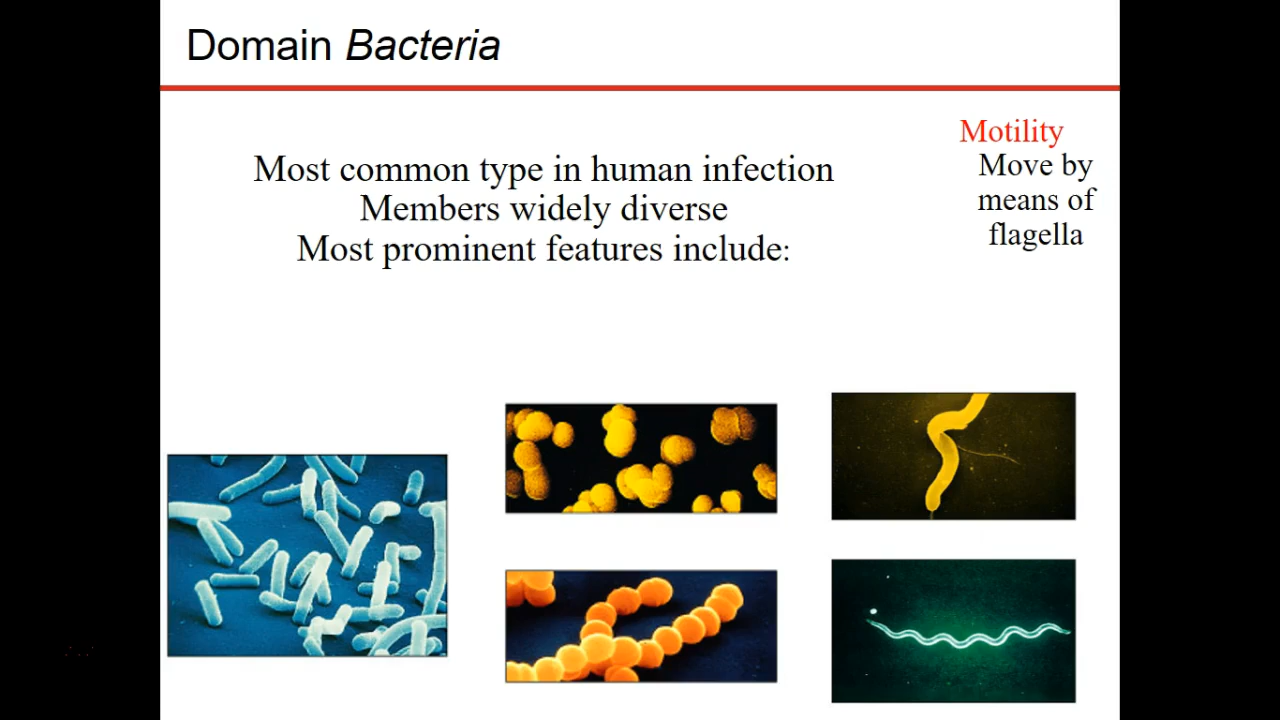 Domain Bacteria
Most common type in human infection
Members widely diverse
Most prominent features include:
Motility
Move by
means of
flagella